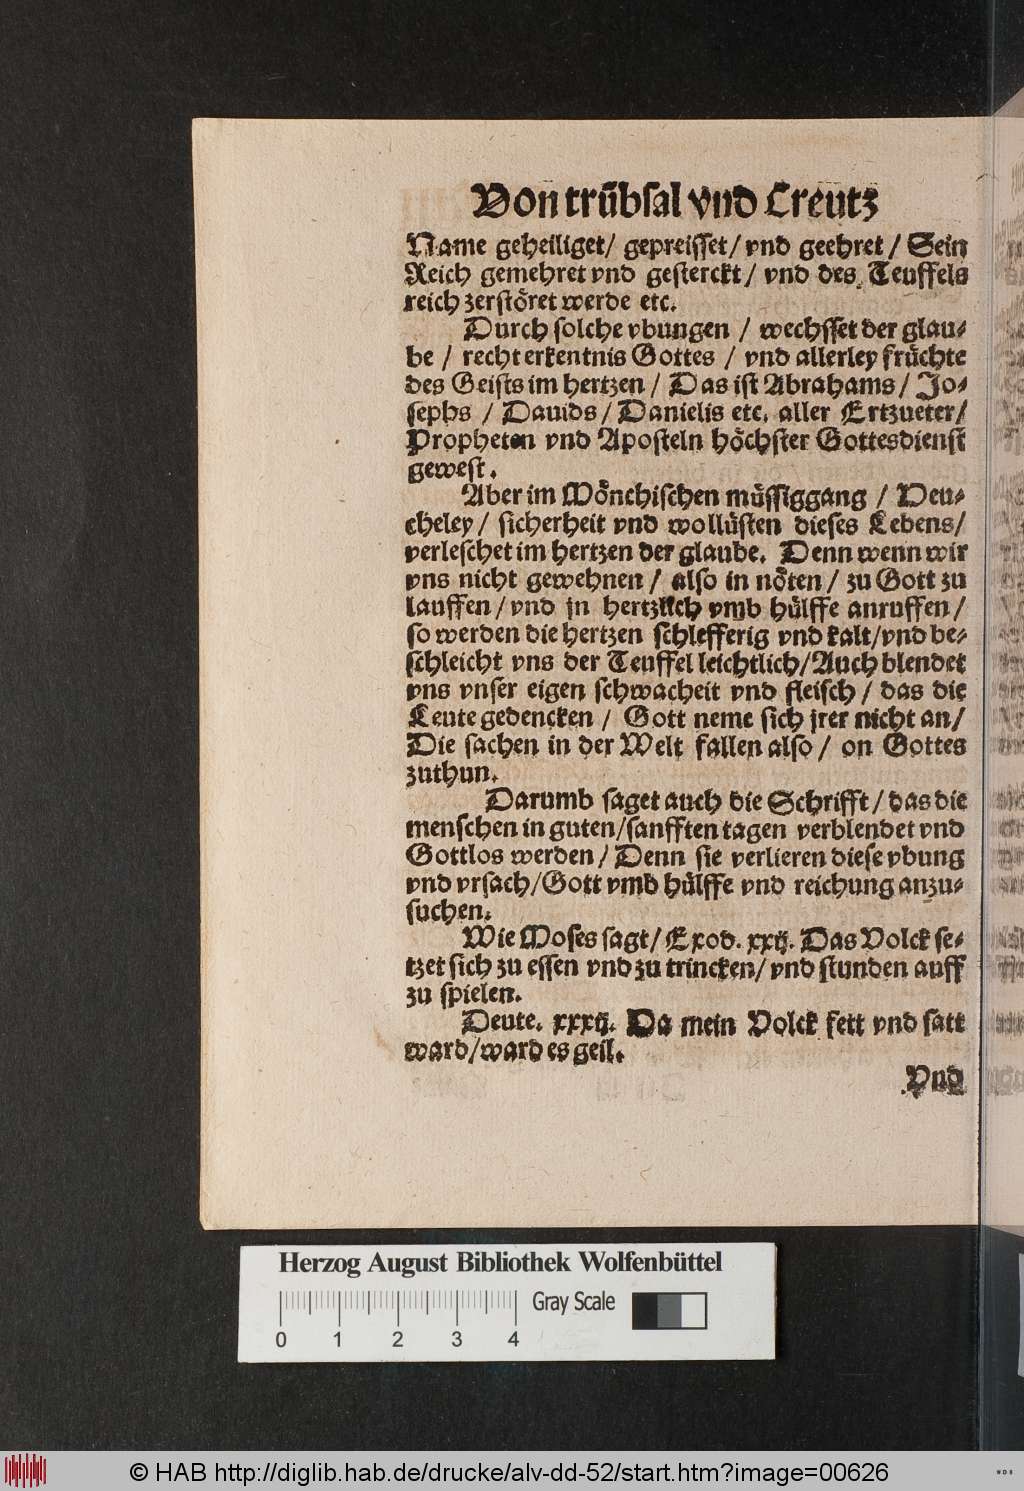 Von trübsal vnd Creutz
Name geheiliget/ gepreisset/ vnd geehret / Sein
Reich gemehret vnd gesterckt/ vnd des Teuffels
reich zerstöret werde etc.
Durch solche vbungen / wechsset der glau-
be / recht erkentnis Gottes / vnd allerley früchte
des Geists im hertzen / Das ist Abrahams / Jo-
sephs / Dauids / Danielis etc. aller Ertzueter/
Propheten vnd Aposteln höchster Gottesdienst
gewest.
Aber im Mönchischen müssiggang / Heu-
cheley / sicherheit vnd wollüsten dieses Lebens/
verleschet im hertzen der glaube. Denn wenn wir
vns nicht gewehnen / also in nöten / zu Gott zu
lauffen / vnd jn hertzlich vmb hülffe anruffen /
so werden die hertzen schlefferig vnd kalt/vnd be-
schleicht vns der Teuffel leichtlich/Auch blendet
vns vnser eigen schwacheit vnd fleisch / das die
Leute gedencken / Gott neme sich jrer nicht an/
Die sachen in der Welt fallen also / on Gottes
zuthun.
Darumb saget auch die Schrifft / das die
menschen in guten/sanfften tagen verblendet vnd
Gottlos werden / Denn sie verlieren diese vbung
vnd vrsach/Gott vmb hülffe vnd reichung anzu-
suchen.
Wie Moses sagt/ Exod. xxij. Das Volck se-
tzet sich zu essen vnd zu trincken/ vnd stunden auff
zu spielen.
Deute. xxxij. Da mein Volck fett vnd satt
ward/ward es geil.
Vnd
Herzog August Bibliothek Wolfenbüttel
Gray Scale
0 1 2 3 4
© HAB http://diglib.hab.de/drucke/alv-dd-52/start.htm?image=00626